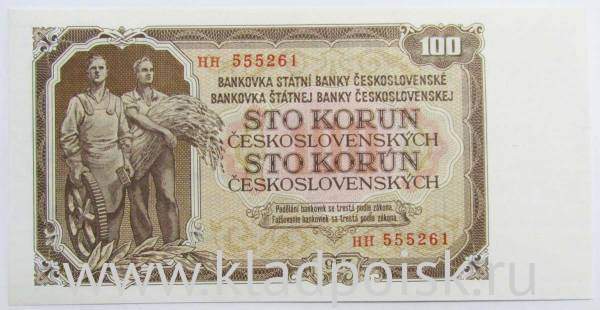 100
HH 555261
BANKOVKA STÁTNÍ BANKY ČESKOSLOVENSKÉ
BANKOVKA ŠTÁTNEJ BANKY ČESKOSLOVENSKEJ
STO KORUN
ČESKOSLOVENSKÝCH
STO KORÚN
ČESKOSLOVENSKÝCH
Padělání bankovek se trestá podle zákona.
Falšovanie bankoviek sa trestá podľa zákona.
HH 555261
www.kladpoisk.ru